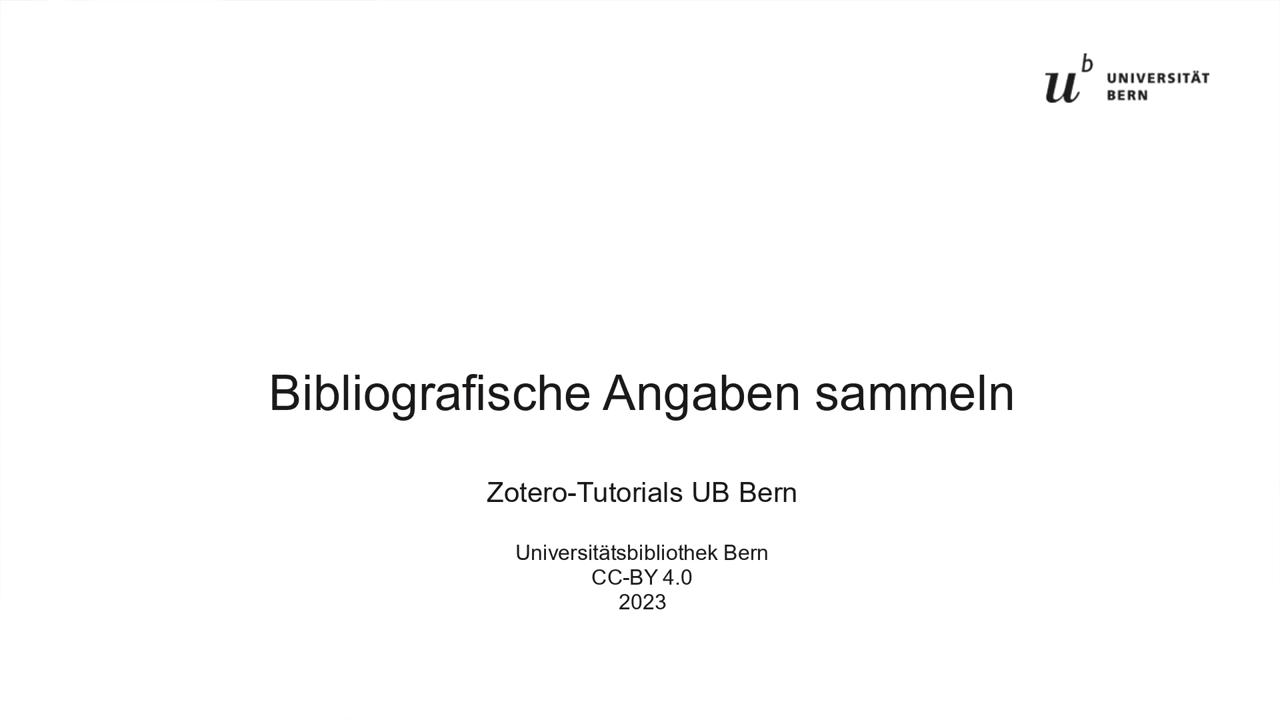 u b
UNIVERSITÄT
BERN
Bibliografische Angaben sammeln
Zotero-Tutorials UB Bern
Universitätsbibliothek Bern
CC-BY 4.0
2023